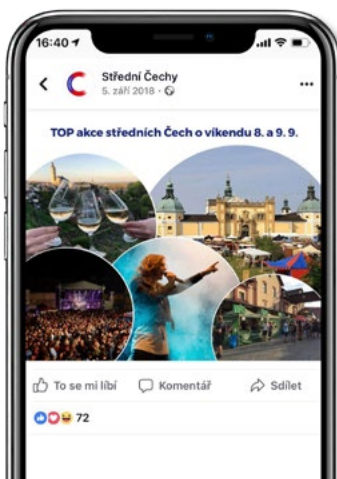 16:40
Střední Čechy
5. září 2018 ·
TOP akce středních Čech o víkendu 8. a 9. 9.
To se mi líbí Komentář Sdílet
72